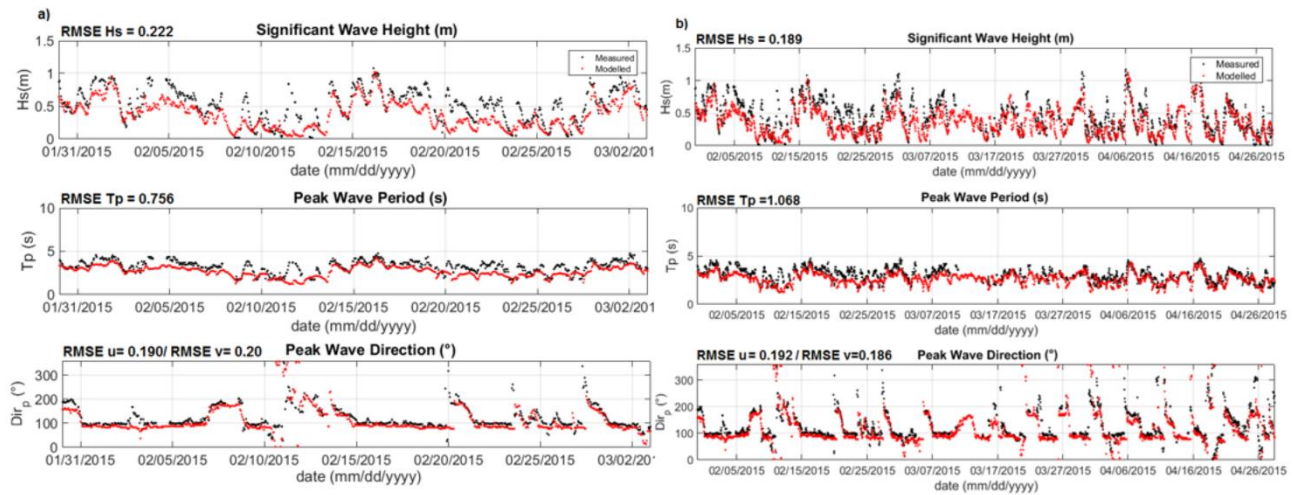 a)
RMSE Hs = 0.222 Significant Wave Height (m)
1.5
1
0.5
0
Hs(m)
Measured
Modelled
01/31/2015 02/05/2015 02/10/2015 02/15/2015 02/20/2015 02/25/2015 03/02/201
date (mm/dd/yyyy)
RMSE Tp = 0.756 Peak Wave Period (s)
10
5
0
Tp (s)
01/31/2015 02/05/2015 02/10/2015 02/15/2015 02/20/2015 02/25/2015 03/02/201
date (mm/dd/yyyy)
RMSE u= 0.190/ RMSE v= 0.20 Peak Wave Direction (°)
300
200
100
0
Dirp (°)
01/31/2015 02/05/2015 02/10/2015 02/15/2015 02/20/2015 02/25/2015 03/02/201
date (mm/dd/yyyy)
b)
RMSE Hs = 0.189 Significant Wave Height (m)
1.5
1
0.5
0
Hs(m)
Measured
Modelled
02/05/2015 02/15/2015 02/25/2015 03/07/2015 03/17/2015 03/27/2015 04/06/2015 04/16/2015 04/26/2015
date (mm/dd/yyyy)
RMSE Tp =1.068 Peak Wave Period (s)
10
5
0
Tp (s)
02/05/2015 02/15/2015 02/25/2015 03/07/2015 03/17/2015 03/27/2015 04/06/2015 04/16/2015 04/26/2015
date (mm/dd/yyyy)
RMSE u= 0.192 / RMSE v=0.186 Peak Wave Direction (°)
300
200
100
0
Dirp (°)
02/05/2015 02/15/2015 02/25/2015 03/07/2015 03/17/2015 03/27/2015 04/06/2015 04/16/2015 04/26/2015
date (mm/dd/yyyy)